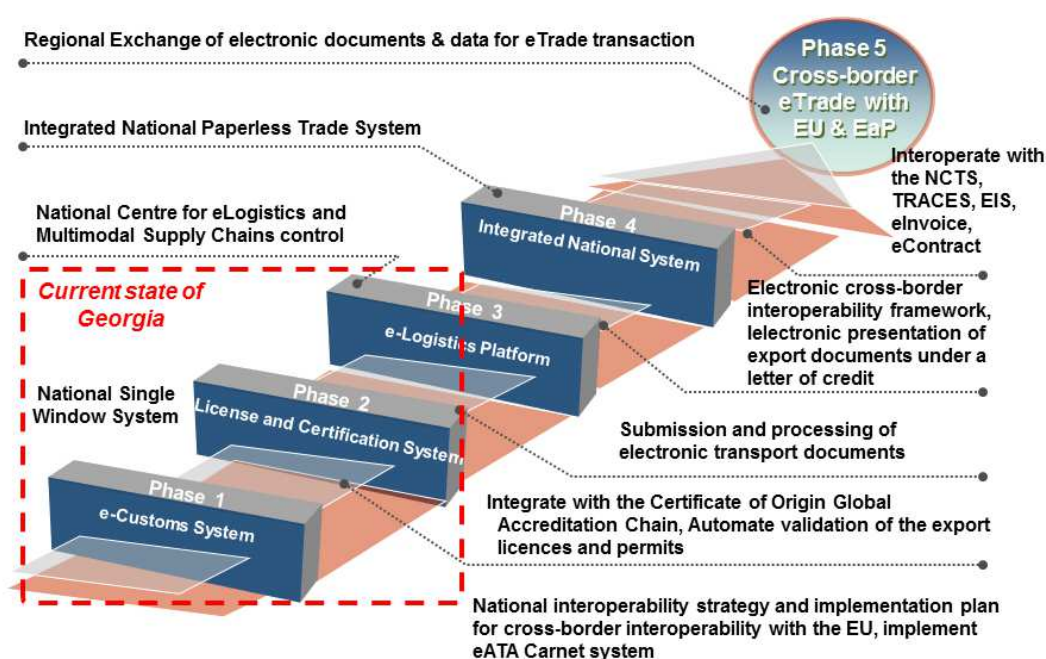 Regional Exchange of electronic documents & data for eTrade transaction
Phase 5
Cross-border
eTrade with
EU & EaP
Integrated National Paperless Trade System
Interoperate with
the NCTS,
TRACES, EIS,
eInvoice,
eContract
National Centre for eLogistics and
Multimodal Supply Chains control
Phase 4
Integrated National System
Current state of
Georgia
Phase 3
e-Logistics Platform
Electronic cross-border
interoperability framework,
lelectronic presentation of
export documents under a
letter of credit
National Single
Window System
Phase 2
License and Certification System
Submission and processing of
electronic transport documents
Phase 1
e-Customs System
Integrate with the Certificate of Origin Global
Accreditation Chain, Automate validation of the export
licences and permits
National interoperability strategy and implementation plan
for cross-border interoperability with the EU, implement
eATA Carnet system